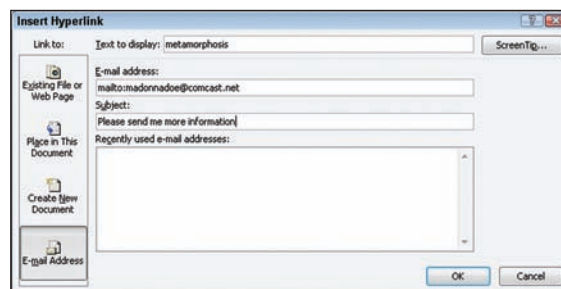 Insert Hyperlink
Link to:
Text to display: metamorphosis
ScreenTip...
Existing File or
Web Page
E-mail address:
mailto:madonnadoe@comcast.net
Subject:
Please send me more information
Place in This
Document
Recently used e-mail addresses:
Create New
Document
E-mail Address
OK
Cancel